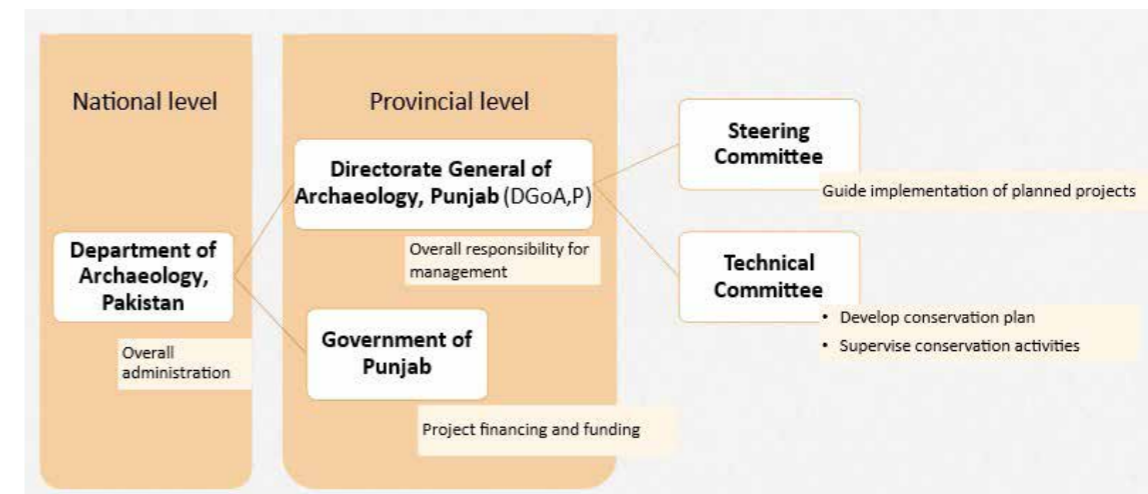 National level
Department of
Archaeology,
Pakistan
Overall
administration
Provincial level
Directorate General of
Archaeology, Punjab (DGoA,P)
Overall responsibility for
management
Government of
Punjab
Project financing and funding
Steering
Committee
Guide implementation of planned projects
Technical
Committee
• Develop conservation plan
• Supervise conservation activities